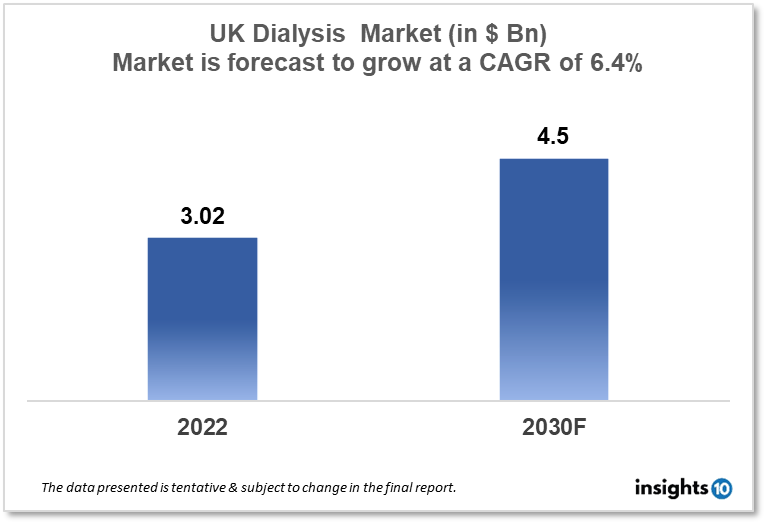 UK Dialysis  Market (in $ Bn)
Market is forecast to grow at a CAGR of 6.4%
4.5
3.02
2022
2030F
The data presented is tentative & subject to change in the final report.
insights10